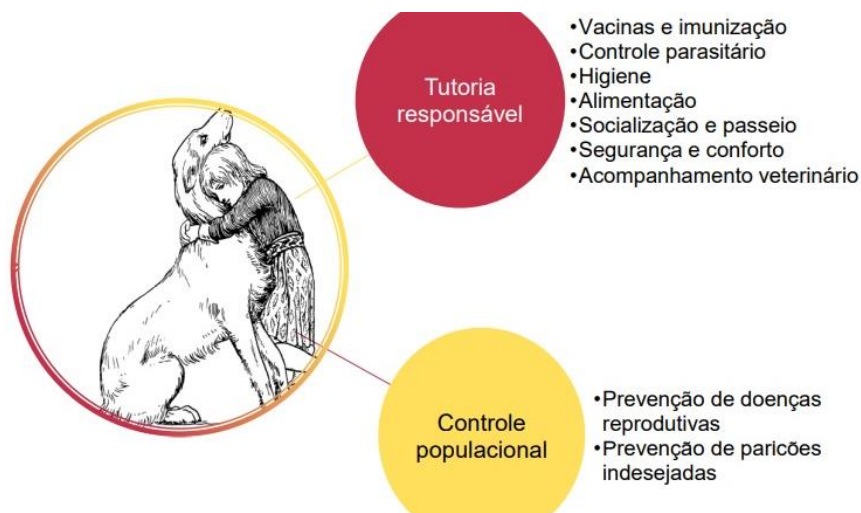 Tutoria
responsável
•Vacinas e imunização
•Controle parasitário
•Higiene
•Alimentação
•Socialização e passeio
•Segurança e conforto
•Acompanhamento veterinário
Controle
populacional
•Prevenção de doenças
reprodutivas
•Prevenção de paricões
indesejadas